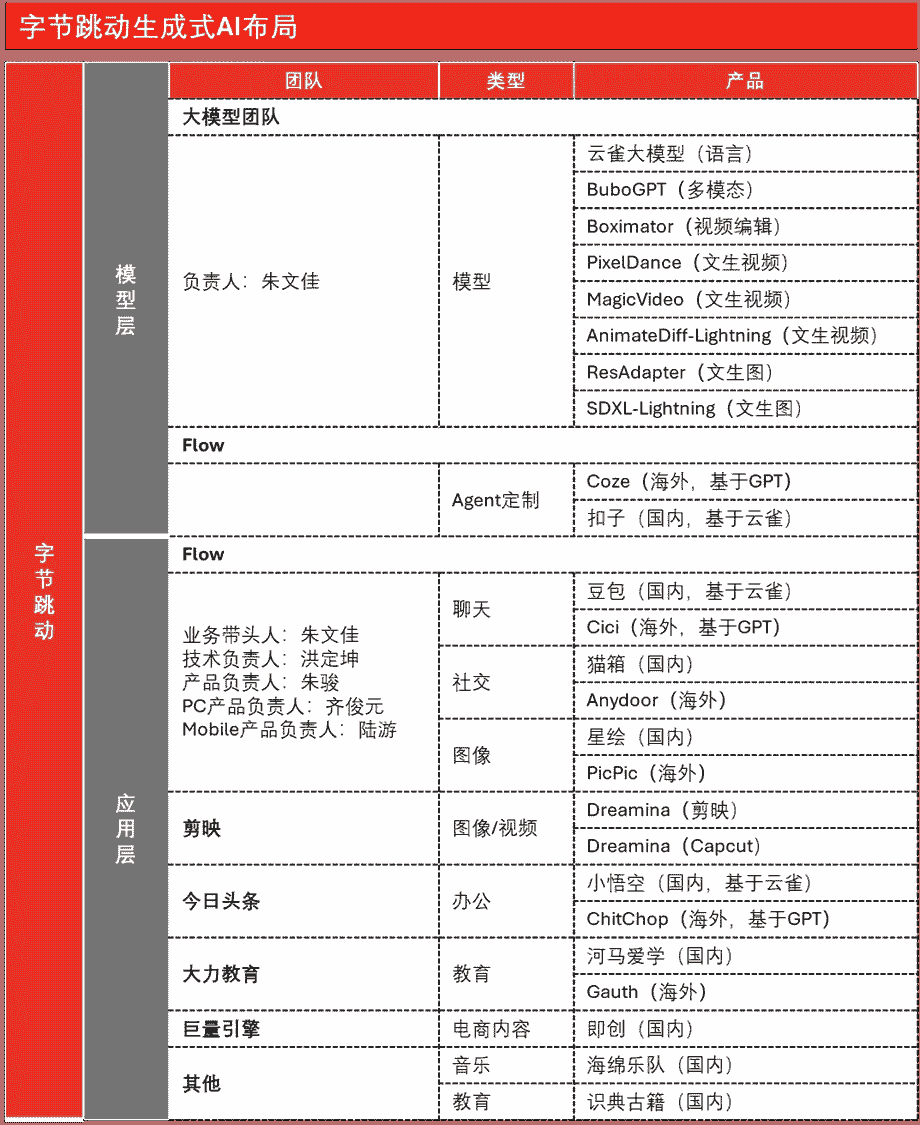 字节跳动生成式AI布局
团队 类型 产品
字节跳动
模型层
大模型团队
负责人：朱文佳
模型
云雀大模型（语言）
BuboGPT（多模态）
Boximator（视频编辑）
PixelDance（文生视频）
MagicVideo（文生视频）
AnimateDiff-Lightning（文生视频）
ResAdapter（文生图）
SDXL-Lightning（文生图）
Flow
Agent定制
Coze（海外，基于GPT）
扣子（国内，基于云雀）
应用层
Flow
业务带头人：朱文佳
技术负责人：洪定坤
产品负责人：朱骏
PC产品负责人：齐俊元
Mobile产品负责人：陆游
聊天
豆包（国内，基于云雀）
Cici（海外，基于GPT）
社交
猫箱（国内）
Anydoor（海外）
图像
星绘（国内）
PicPic（海外）
剪映
图像/视频
Dreamina（剪映）
Dreamina（Capcut）
今日头条
办公
小悟空（国内，基于云雀）
ChitChop（海外，基于GPT）
大力教育
教育
河马爱学（国内）
Gauth（海外）
巨量引擎
电商内容
即创（国内）
其他
音乐
海绵乐队（国内）
教育
识典古籍（国内）